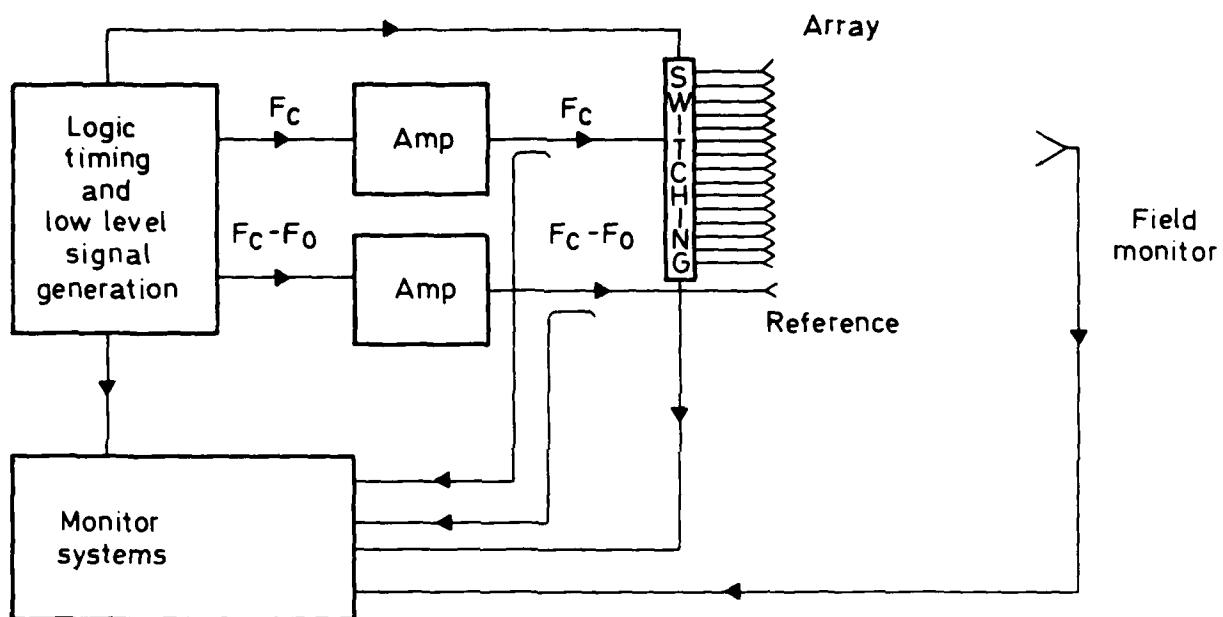 Array
Logic
timing
and
low level
signal
generation
Fc
Amp
Fc
SWITCHING
Fc-Fo
Amp
Fc-Fo
Reference
Field
monitor
Monitor
systems